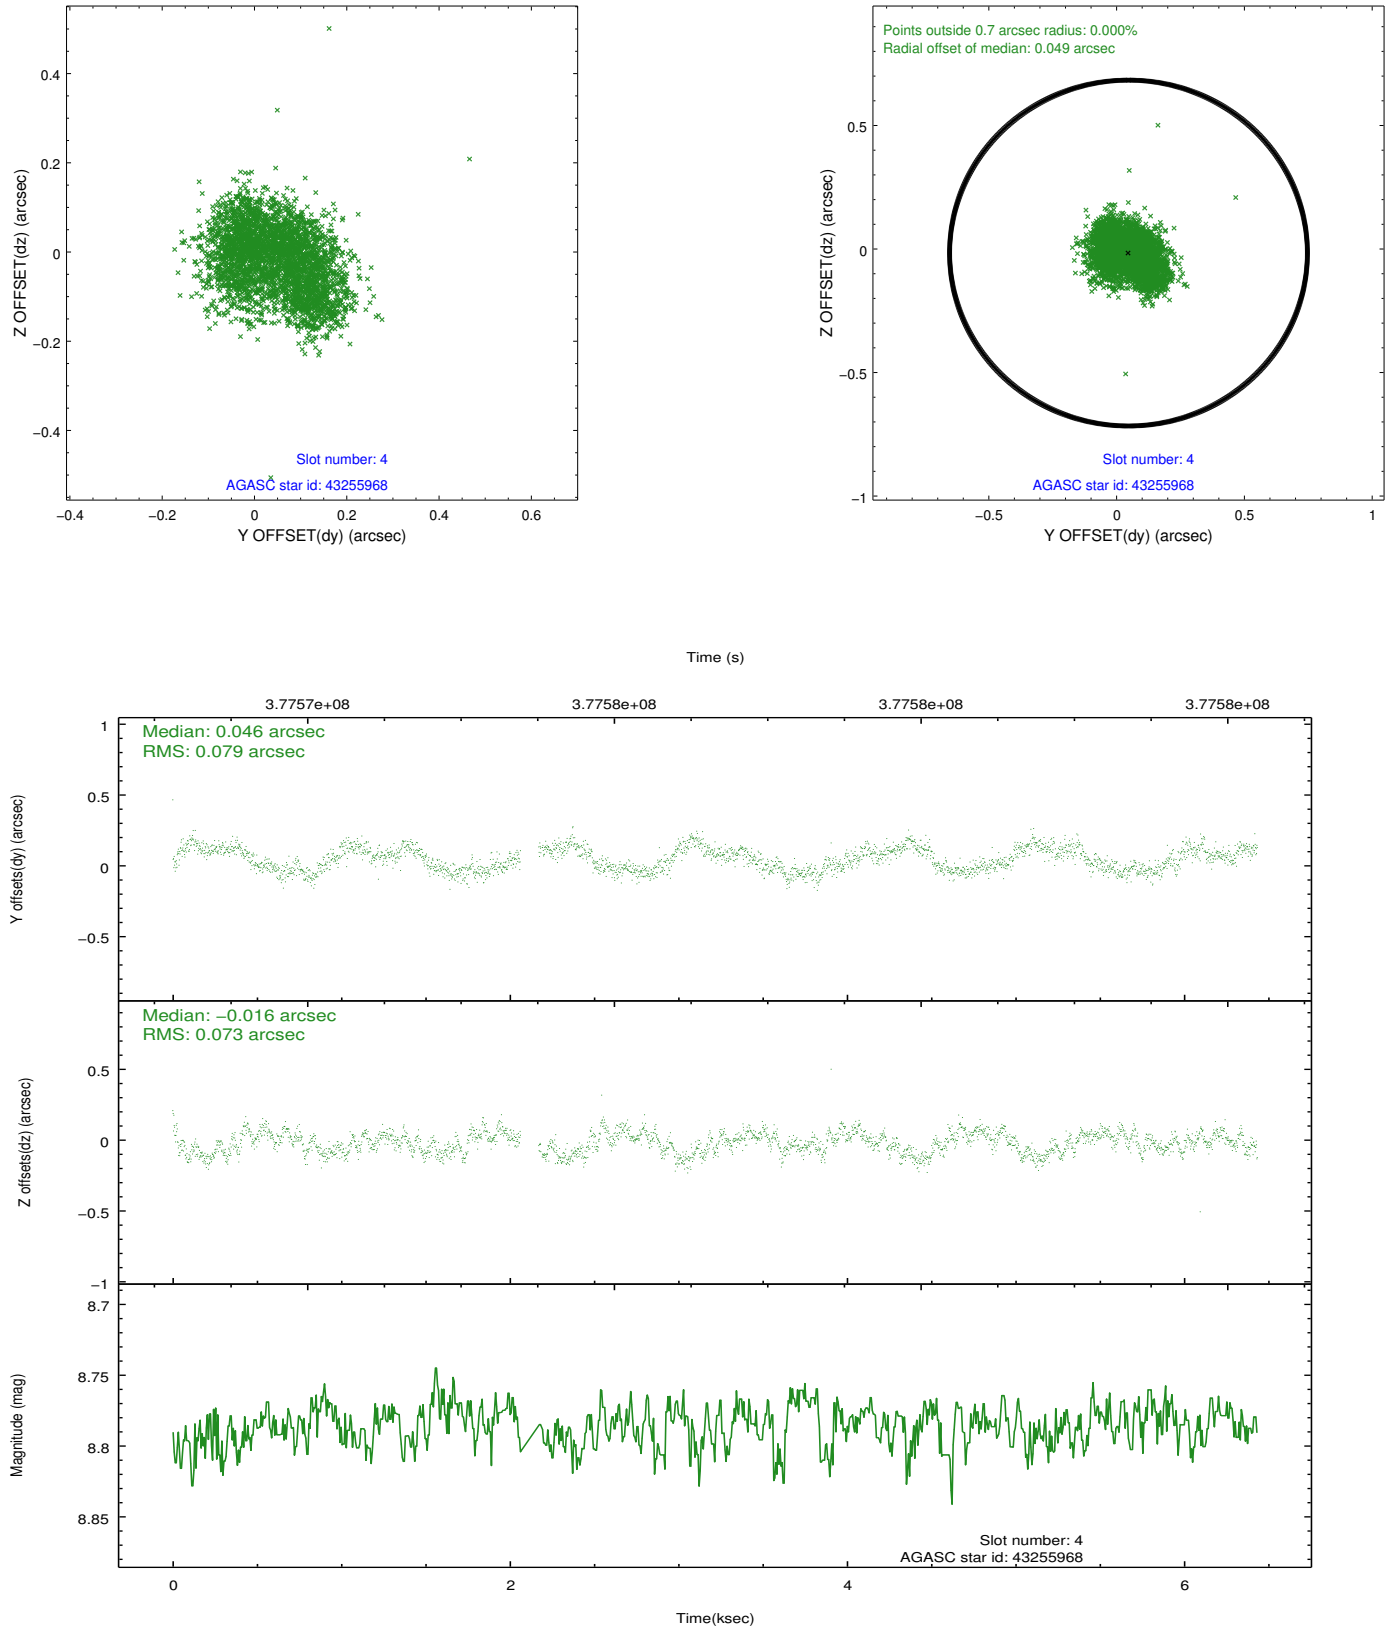 0.4
0.2
0
−0.2
−0.4
Z OFFSET(dz) (arcsec)
Slot number: 4
AGASC star id: 43255968
−0.4 −0.2 0 0.2 0.4 0.6
Y OFFSET(dy) (arcsec)
Points outside 0.7 arcsec radius: 0.000%
Radial offset of median: 0.049 arcsec
0.5
0
−0.5
−1
Z OFFSET(dz) (arcsec)
Slot number: 4
AGASC star id: 43255968
−0.5 0 0.5 1
Y OFFSET(dy) (arcsec)
Time (s)
3.7757e+08 3.7758e+08 3.7758e+08 3.7758e+08
Median: 0.046 arcsec
RMS: 0.079 arcsec
1
0.5
0
−0.5
Y offsets(dy) (arcsec)
Median: −0.016 arcsec
RMS: 0.073 arcsec
0.5
0
−0.5
−1
Z offsets(dz) (arcsec)
8.7
8.75
8.8
8.85
Magnitude (mag)
Slot number: 4
AGASC star id: 43255968
0 2 4 6
Time(ksec)